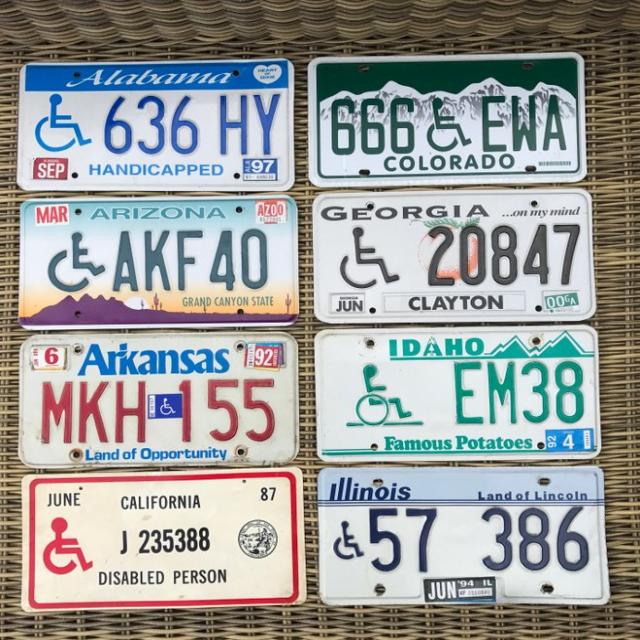 Alabama
HEART OF DIXIE
636 HY
SEP
HANDICAPPED
97
666 EWA
COLORADO
MAR
ARIZONA
AZ00
AKF40
GRAND CANYON STATE
GEORGIA
...on my mind
20847
GEORGIA
JUN
CLAYTON
00GA
6
Arkansas
92
MKH 155
Land of Opportunity
IDAHO
EM38
Famous Potatoes
92 4
JUNE
CALIFORNIA
87
J 235388
DISABLED PERSON
Illinois
Land of Lincoln
57 386
JUN '94 IL